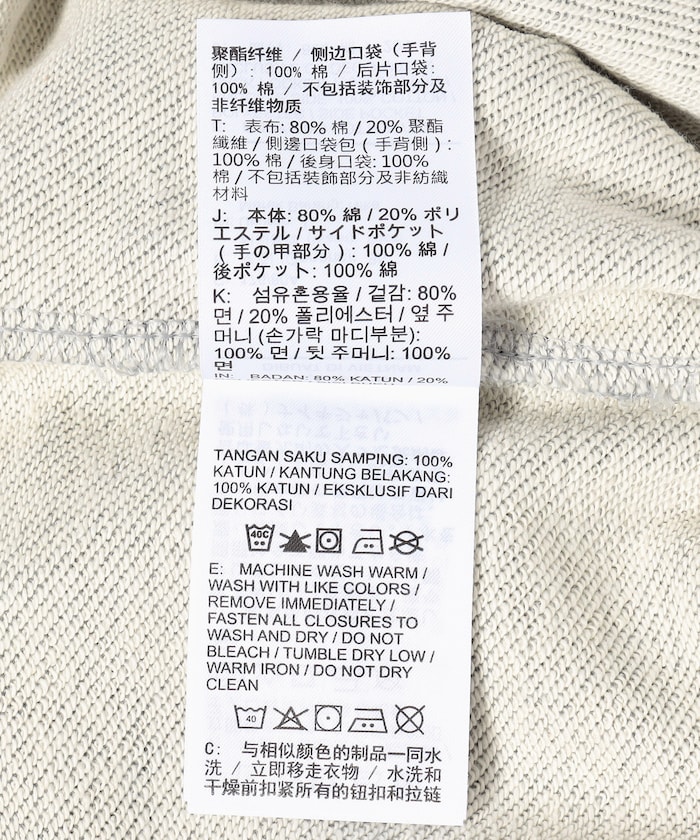 聚酯纤维 / 侧边口袋（手背
侧）: 100% 棉 / 后片口袋:
100% 棉 / 不包括装饰部分及
非纤维物质
T: 表布: 80% 棉 / 20% 聚酯
纖維 / 側邊口袋包 ( 手背側 ) :
100% 棉 / 後身口袋: 100%
棉 / 不包括裝飾部分及非紡織
材料
J: 本体: 80% 綿 / 20% ポリ
エステル / サイドポケット
( 手の甲部分 ) : 100% 綿 /
後ポケット: 100% 綿
K: 섬유혼용율 / 겉감: 80%
면 / 20% 폴리에스터 / 옆 주
머니 (손가락 마디부분):
100% 면 / 뒷 주머니: 100%
면
IN: BADAN: 80% KATUN / 20%
TANGAN SAKU SAMPING: 100%
KATUN / KANTUNG BELAKANG:
100% KATUN / EKSKLUSIF DARI
DEKORASI
40C
E: MACHINE WASH WARM /
WASH WITH LIKE COLORS /
REMOVE IMMEDIATELY /
FASTEN ALL CLOSURES TO
WASH AND DRY / DO NOT
BLEACH / TUMBLE DRY LOW /
WARM IRON / DO NOT DRY
CLEAN
40
C: 与相似颜色的制品一同水
洗 / 立即移走衣物 / 水洗和
干燥前扣紧所有的钮扣和拉链